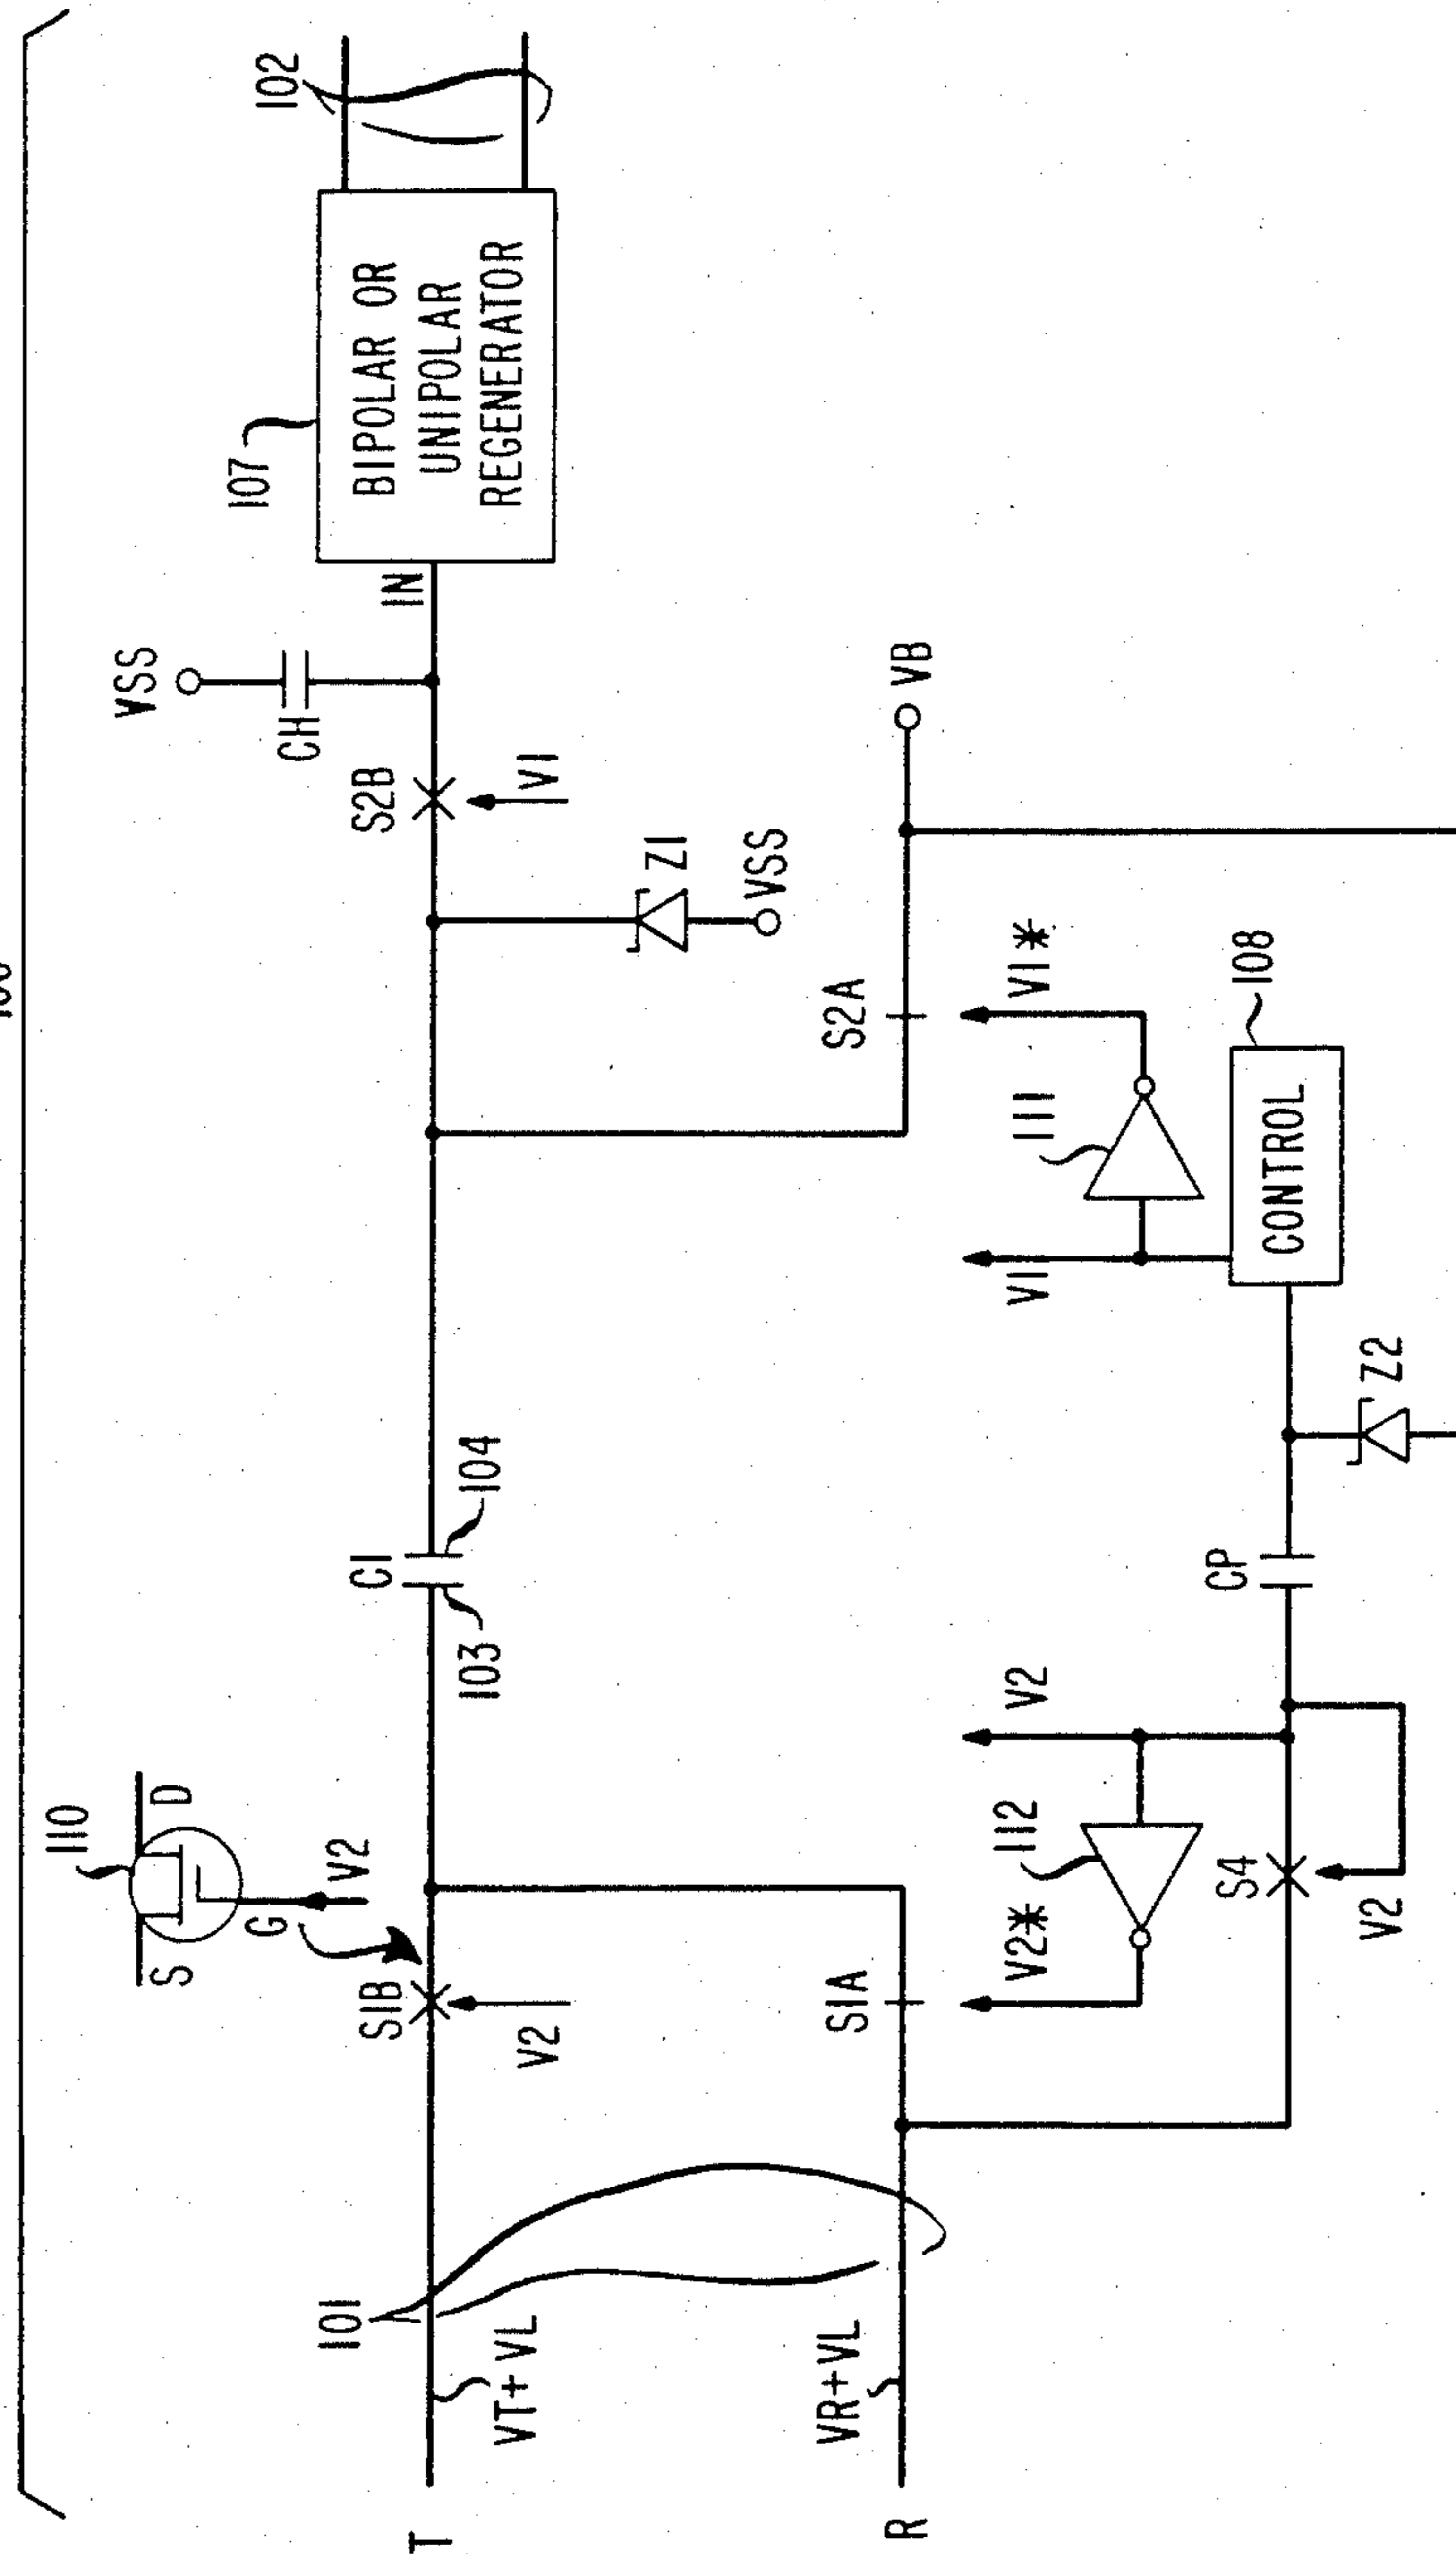 102
BIPOLAR OR
UNIPOLAR
REGENERATOR
107
IN
VSS
CH
S2B
V1
Z1
VSS
VB
S2A
V1*
111
V1
108
CONTROL
Z2
C1
104
103
CP
110
S
D
G
V2
S1B
V2
S1A
V2
112
V2*
S4
V2
101
VT+VL
VR+VL
T
R